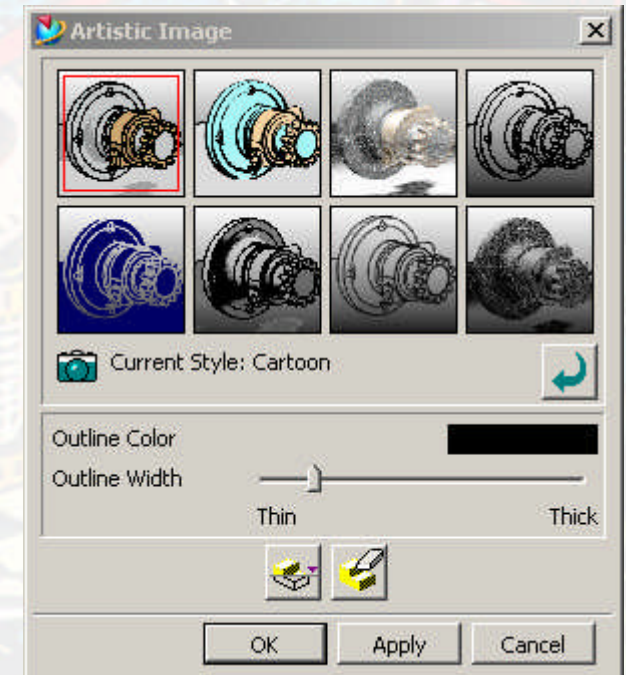 Artistic Image
Current Style: Cartoon
Outline Color
Outline Width
Thin Thick
OK Apply Cancel